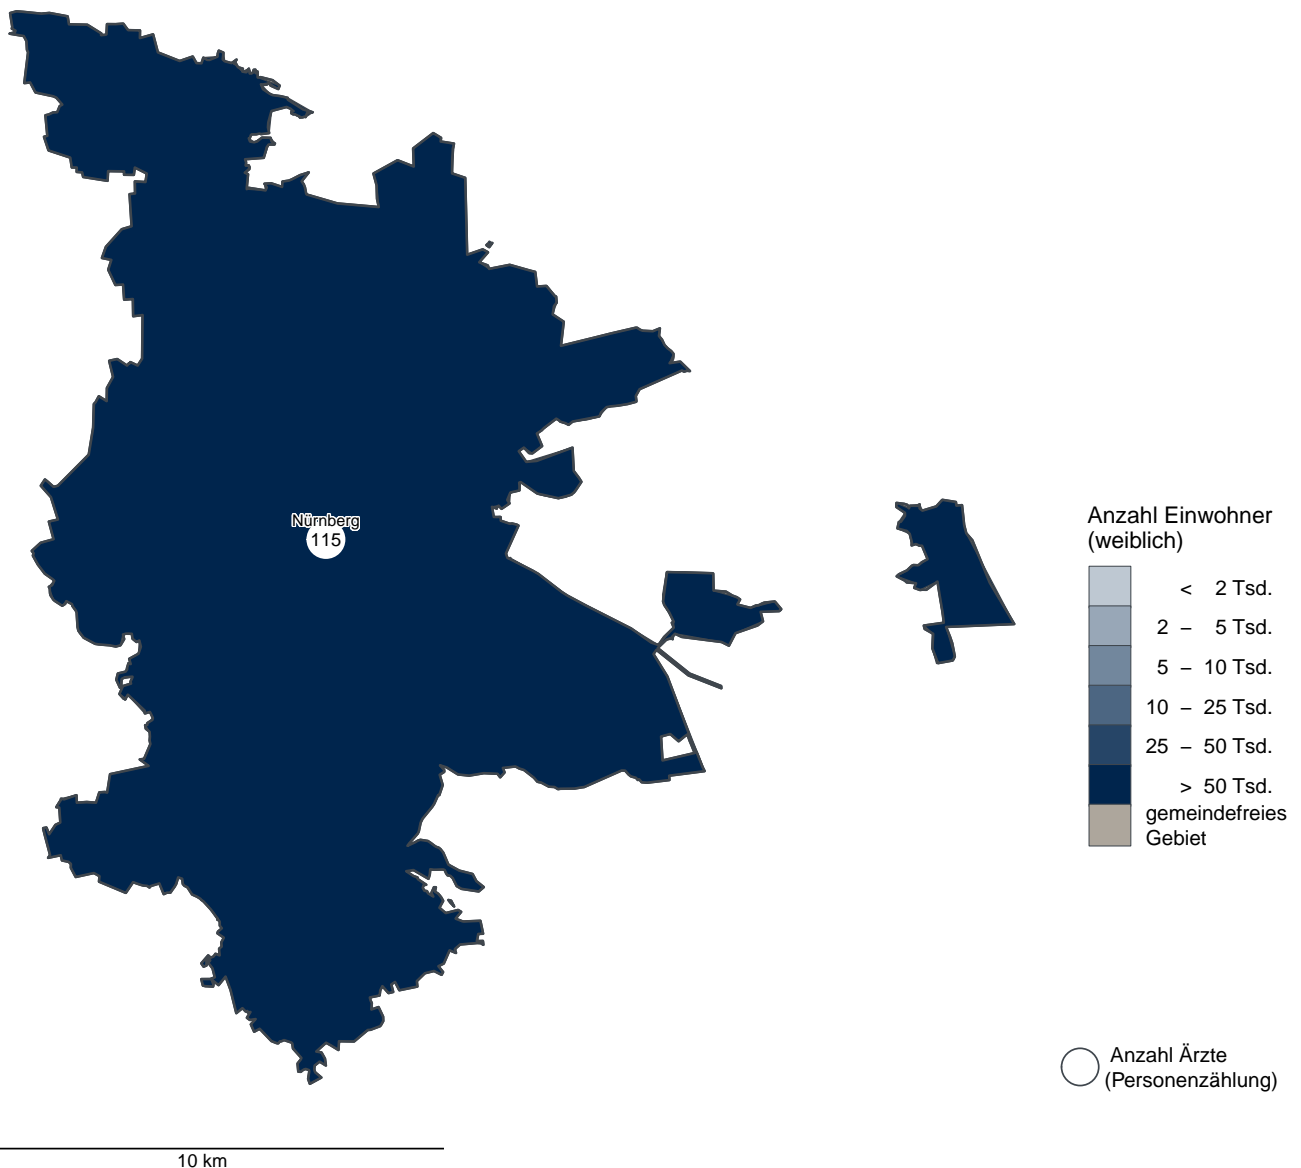 Nürnberg
115
Anzahl Einwohner
(weiblich)
< 2 Tsd.
2 – 5 Tsd.
5 – 10 Tsd.
10 – 25 Tsd.
25 – 50 Tsd.
> 50 Tsd.
gemeindefreies
Gebiet
Anzahl Ärzte
(Personenzählung)
10 km